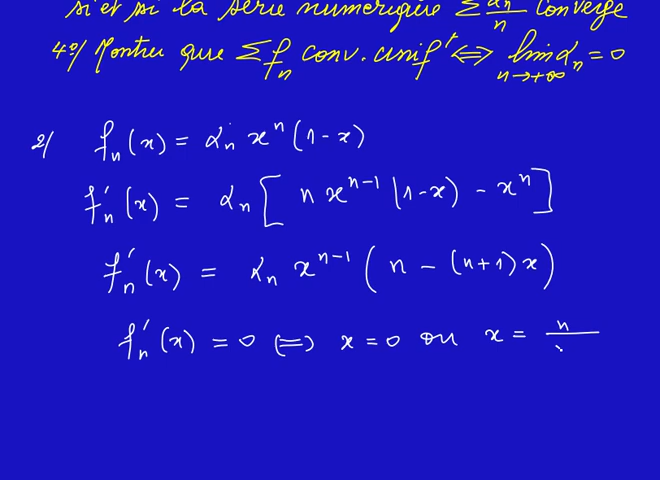 si et si la série numérique ∑ αn/n converge
4°/ Montrer que ∑ fn conv. unif^t ⟺ lim αn = 0 n→+∞
2/ fn(x) = αn x^n (1-x)
f'n(x) = αn [ n x^(n-1) (1-x) - x^n ]
f'n(x) = αn x^(n-1) ( n - (n+1)x )
f'n(x) = 0 ⟺ x = 0 ou x = n/